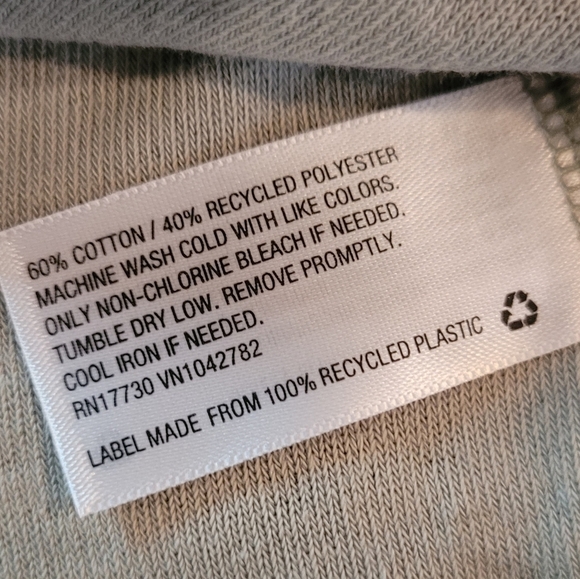 60% COTTON / 40% RECYCLED POLYESTER
MACHINE WASH COLD WITH LIKE COLORS.
ONLY NON-CHLORINE BLEACH IF NEEDED.
TUMBLE DRY LOW. REMOVE PROMPTLY.
COOL IRON IF NEEDED.
RN17730 VN1042782
LABEL MADE FROM 100% RECYCLED PLASTIC